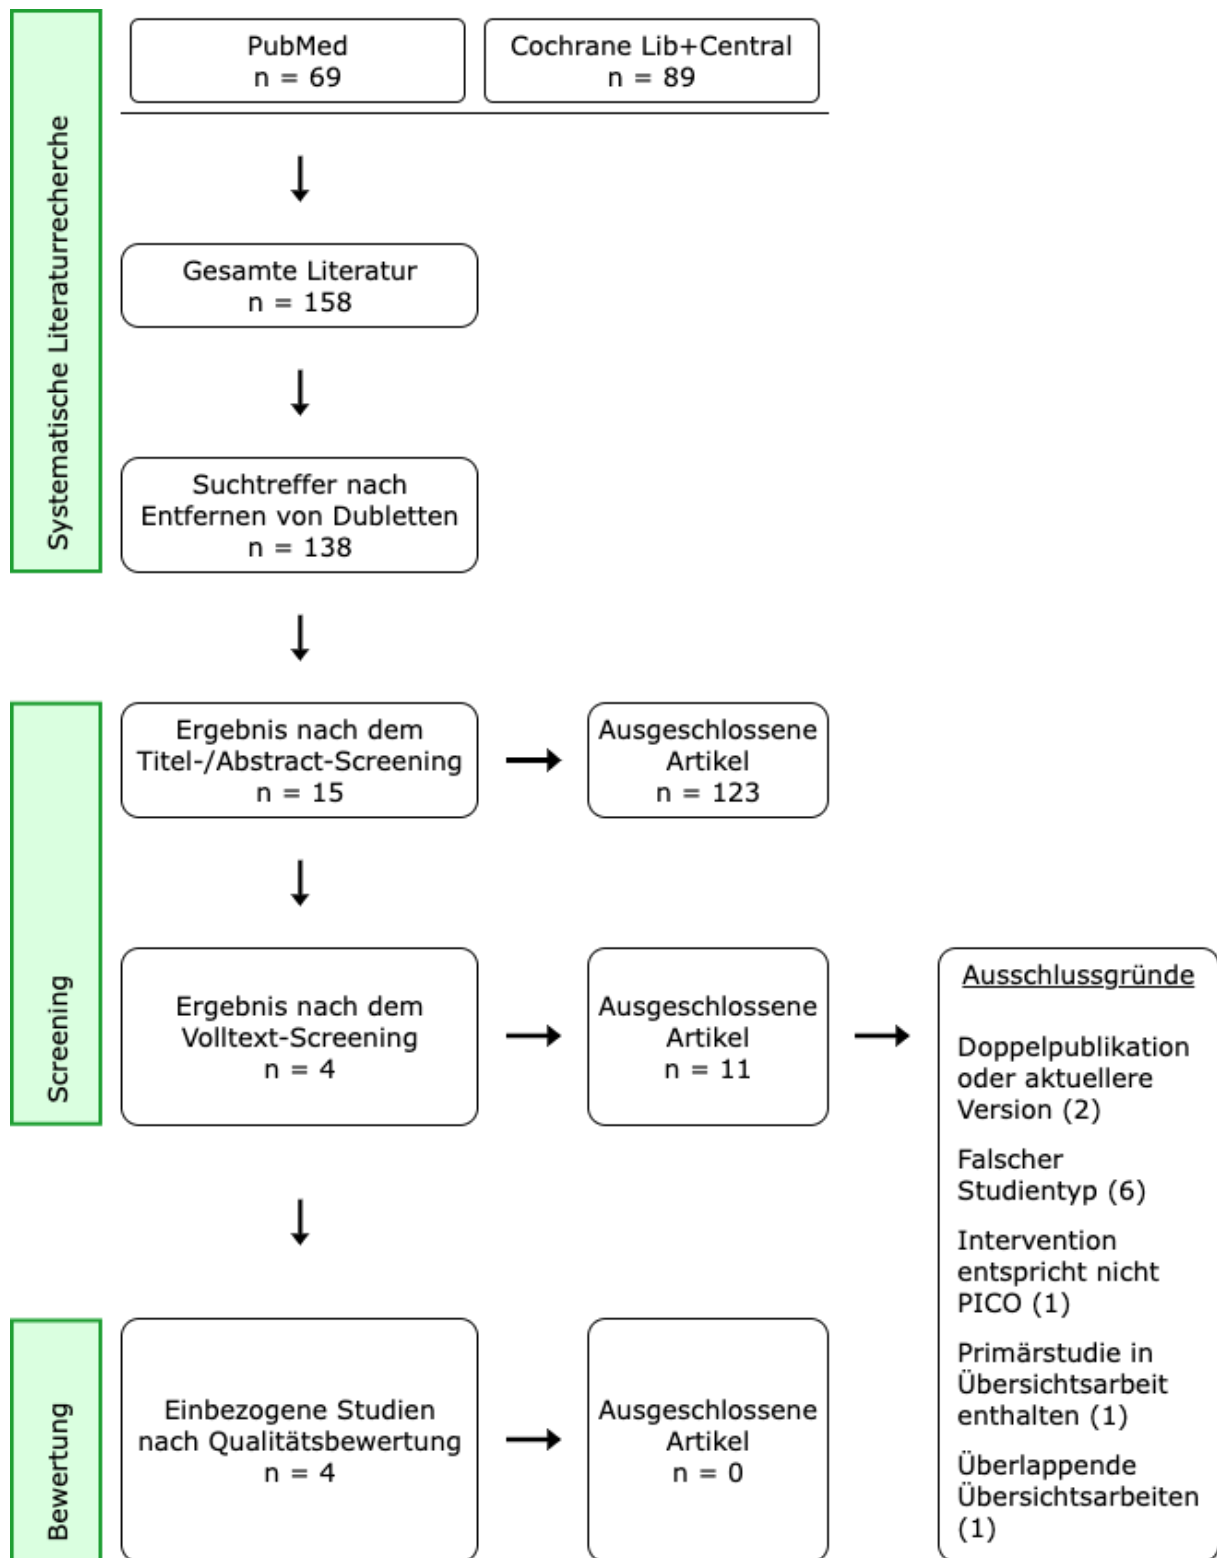 Systematische Literaturrecherche
PubMed
n = 69
Cochrane Lib+Central
n = 89
Gesamte Literatur
n = 158
Suchtreffer nach
Entfernen von Dubletten
n = 138
Screening
Ergebnis nach dem
Titel-/Abstract-Screening
n = 15
Ausgeschlossene
Artikel
n = 123
Ergebnis nach dem
Volltext-Screening
n = 4
Ausgeschlossene
Artikel
n = 11
Ausschlussgründe
Doppelpublikation
oder aktuellere
Version (2)
Falscher
Studientyp (6)
Intervention
entspricht nicht
PICO (1)
Primärstudie in
Übersichtsarbeit
enthalten (1)
Überlappende
Übersichtsarbeiten
(1)
Bewertung
Einbezogene Studien
nach Qualitätsbewertung
n = 4
Ausgeschlossene
Artikel
n = 0